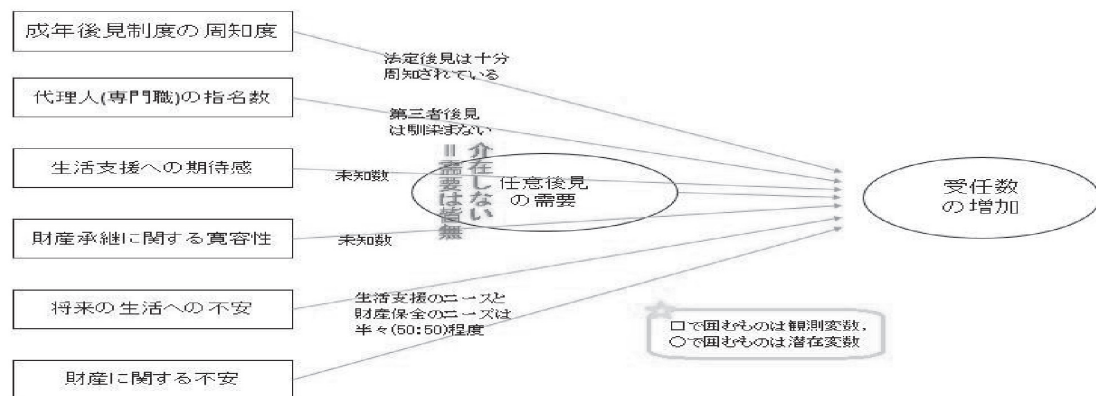 成年後見制度の周知度
法定後見は十分
周知されている
代理人(専門職)の指名数
第三者後見
は馴染まない
生活支援への期待感
未知数
介在しない
=需要は皆無
任意後見
の需要
受任数
の増加
財産承継に関する寛容性
未知数
将来の生活への不安
生活支援のニーズと
財産保全のニーズは
半々(50:50)程度
□で囲むものは観測変数,
○で囲むものは潜在変数
財産に関する不安